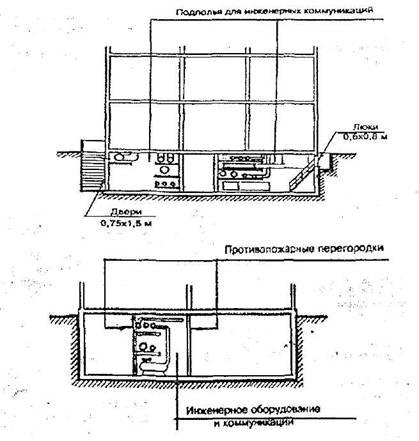 Подполья для инженерных коммуникаций
Люки
0,6х0,8 м
Двери
0,75х1,5 м
Противопожарные перегородки
Инженерное оборудование
и коммуникации